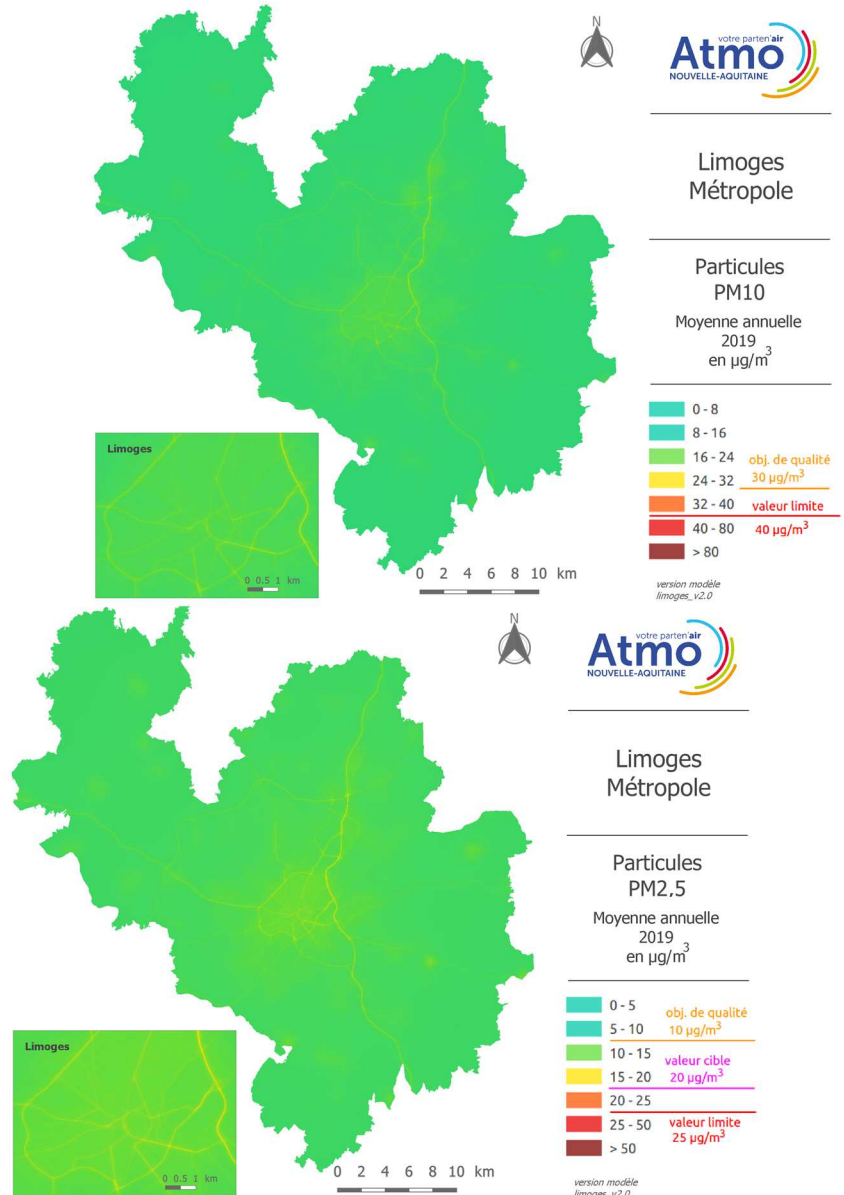 N
votre parten'air
Atmo
NOUVELLE-AQUITAINE
Limoges
Métropole
Particules
PM10
Moyenne annuelle
2019
en µg/m³
0 - 8
8 - 16
16 - 24
obj. de qualité
24 - 32
30 µg/m³
32 - 40
valeur limite
40 - 80
40 µg/m³
> 80
version modèle
limoges_v2.0
Limoges
0 0.5 1 km
0 2 4 6 8 10 km
N
votre parten'air
Atmo
NOUVELLE-AQUITAINE
Limoges
Métropole
Particules
PM2,5
Moyenne annuelle
2019
en µg/m³
0 - 5
obj. de qualité
5 - 10
10 µg/m³
10 - 15
valeur cible
15 - 20
20 µg/m³
20 - 25
25 - 50
valeur limite
25 µg/m³
> 50
version modèle
limoges_v2.0
Limoges
0 0.5 1 km
0 2 4 6 8 10 km